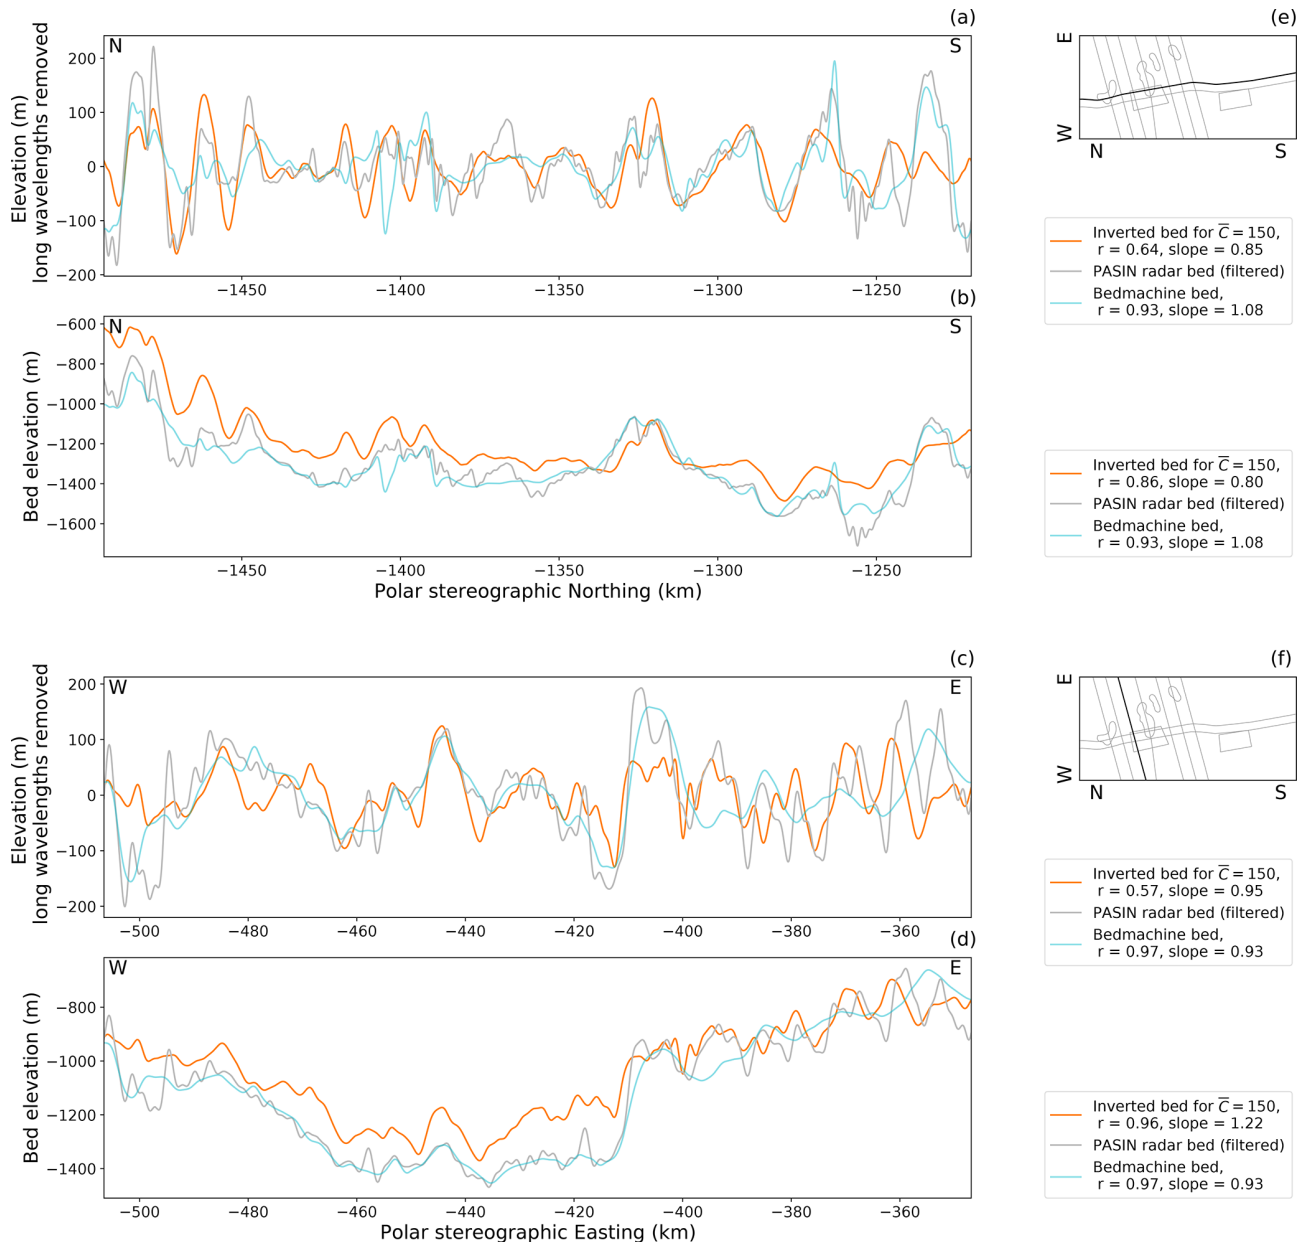 (a)
Elevation (m)
long wavelengths removed
N
S
200
100
0
−100
−200
−1450
−1400
−1350
−1300
−1250
(e)
E
W
N
S
Inverted bed for C̅ = 150,
r = 0.64, slope = 0.85
PASIN radar bed (filtered)
Bedmachine bed,
r = 0.93, slope = 1.08
(b)
Bed elevation (m)
N
S
−600
−800
−1000
−1200
−1400
−1600
−1450
−1400
−1350
−1300
−1250
Polar stereographic Northing (km)
Inverted bed for C̅ = 150,
r = 0.86, slope = 0.80
PASIN radar bed (filtered)
Bedmachine bed,
r = 0.93, slope = 1.08
(c)
Elevation (m)
long wavelengths removed
W
E
200
100
0
−100
−200
−500
−480
−460
−440
−420
−400
−380
−360
(f)
E
W
N
S
Inverted bed for C̅ = 150,
r = 0.57, slope = 0.95
PASIN radar bed (filtered)
Bedmachine bed,
r = 0.97, slope = 0.93
(d)
Bed elevation (m)
W
E
−800
−1000
−1200
−1400
−500
−480
−460
−440
−420
−400
−380
−360
Polar stereographic Easting (km)
Inverted bed for C̅ = 150,
r = 0.96, slope = 1.22
PASIN radar bed (filtered)
Bedmachine bed,
r = 0.97, slope = 0.93